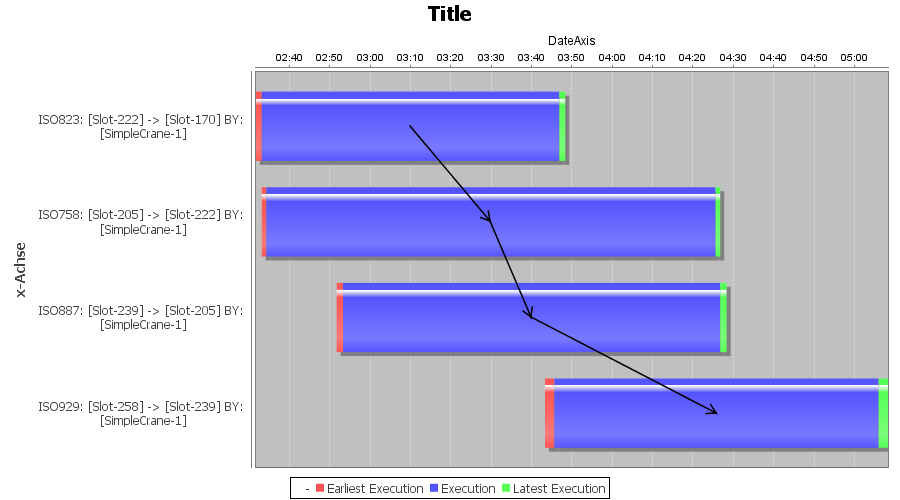 Title
DateAxis
02:40 02:50 03:00 03:10 03:20 03:30 03:40 03:50 04:00 04:10 04:20 04:30 04:40 04:50 05:00
x-Achse
ISO823: [Slot-222] -> [Slot-170] BY:
[SimpleCrane-1]
ISO758: [Slot-205] -> [Slot-222] BY:
[SimpleCrane-1]
ISO887: [Slot-239] -> [Slot-205] BY:
[SimpleCrane-1]
ISO929: [Slot-258] -> [Slot-239] BY:
[SimpleCrane-1]
- Earliest Execution Execution Latest Execution